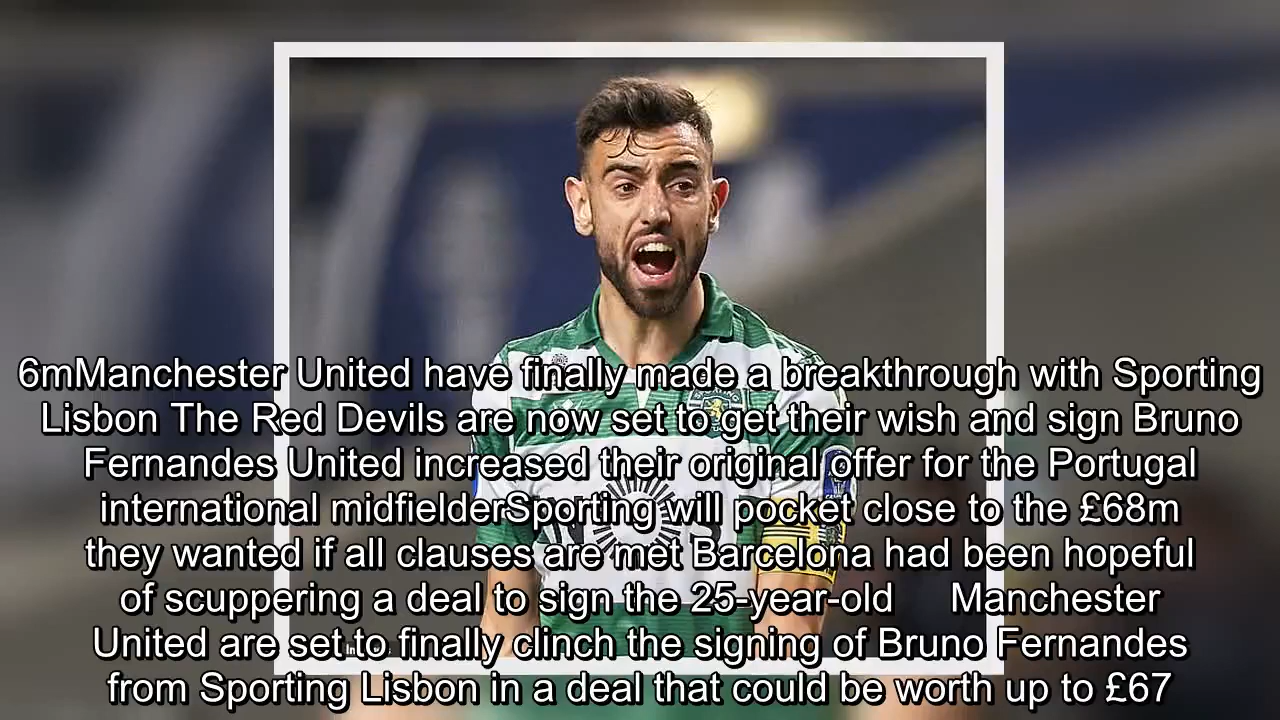 6mManchester United have finally made a breakthrough with Sporting
Lisbon The Red Devils are now set to get their wish and sign Bruno
Fernandes United increased their original offer for the Portugal
international midfielderSporting will pocket close to the £68m
they wanted if all clauses are met Barcelona had been hopeful
of scuppering a deal to sign the 25-year-old Manchester
United are set to finally clinch the signing of Bruno Fernandes
from Sporting Lisbon in a deal that could be worth up to £67